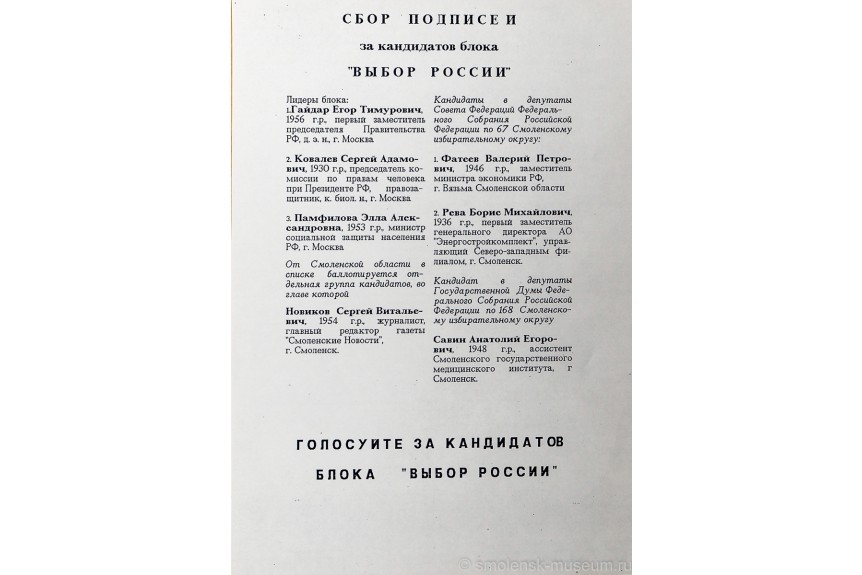 СБОР ПОДПИСЕЙ
за кандидатов блока
"ВЫБОР РОССИИ"
Лидеры блока:
1.Гайдар Егор Тимурович,
1956 г.р., первый заместитель
председателя Правительства
РФ, д. э. н., г. Москва
2. Ковалев Сергей Адамо-
вич, 1930 г.р., председатель ко-
миссии по правам человека
при Президенте РФ, правоза-
щитник, к. биол. н., г. Москва
3. Памфилова Элла Алек-
сандровна, 1953 г.р., министр
социальной защиты населения
РФ, г. Москва
От Смоленской области в
списке баллотируется от-
дельная группа кандидатов, во
главе которой
Новиков Сергей Виталье-
вич, 1954 г.р., журналист,
главный редактор газеты
"Смоленские Новости",
г. Смоленск.
Кандидаты в депутаты
Совета Федераций Федераль-
ного Собрания Российской
Федерации по 67 Смоленскому
избирательному округу:
1. Фатеев Валерий Петро-
вич, 1946 г.р., заместитель
министра экономики РФ,
г. Вязьма Смоленской области
2. Рева Борис Михайлович,
1936 г.р., первый заместитель
генерального директора АО
"Энергостройкомплект", управ-
ляющий Северо-западным фи-
лиалом, г. Смоленск.
Кандидат в депутаты
Государственной Думы Феде-
рального Собрания Российской
Федерации по 168 Смоленско-
му избирательному округу
Савин Анатолий Егоро-
вич, 1948 г.р., ассистент
Смоленского государственного
медицинского института, г
Смоленск.
ГОЛОСУЙТЕ ЗА КАНДИДАТОВ
БЛОКА "ВЫБОР РОССИИ"
© smolensk-museum.ru